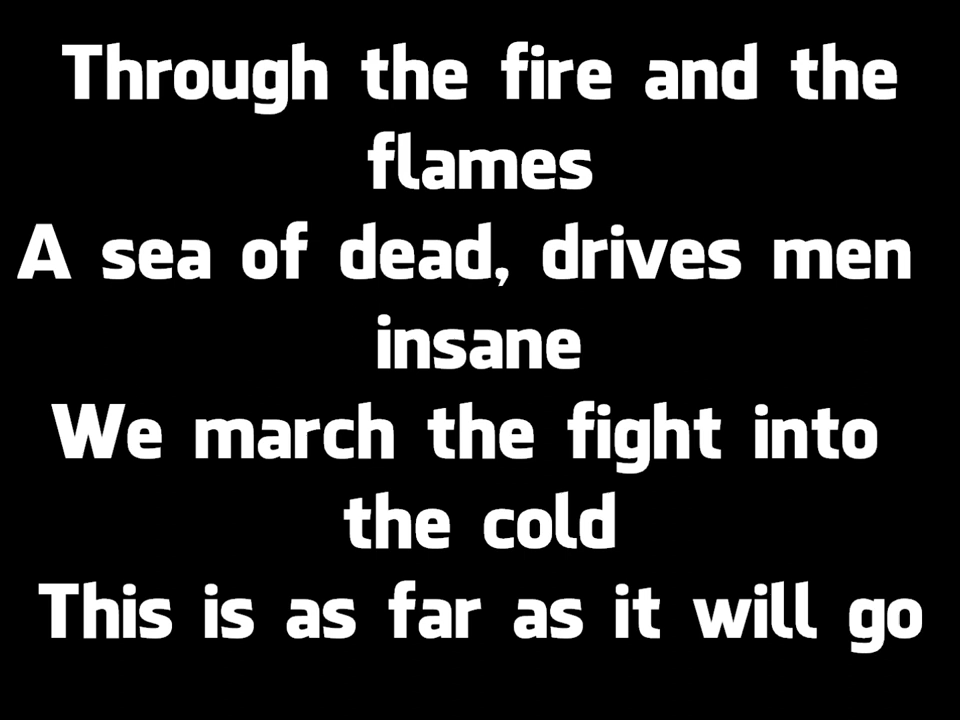 Through the fire and the
flames
A sea of dead, drives men
insane
We march the fight into
the cold
This is as far as it will go